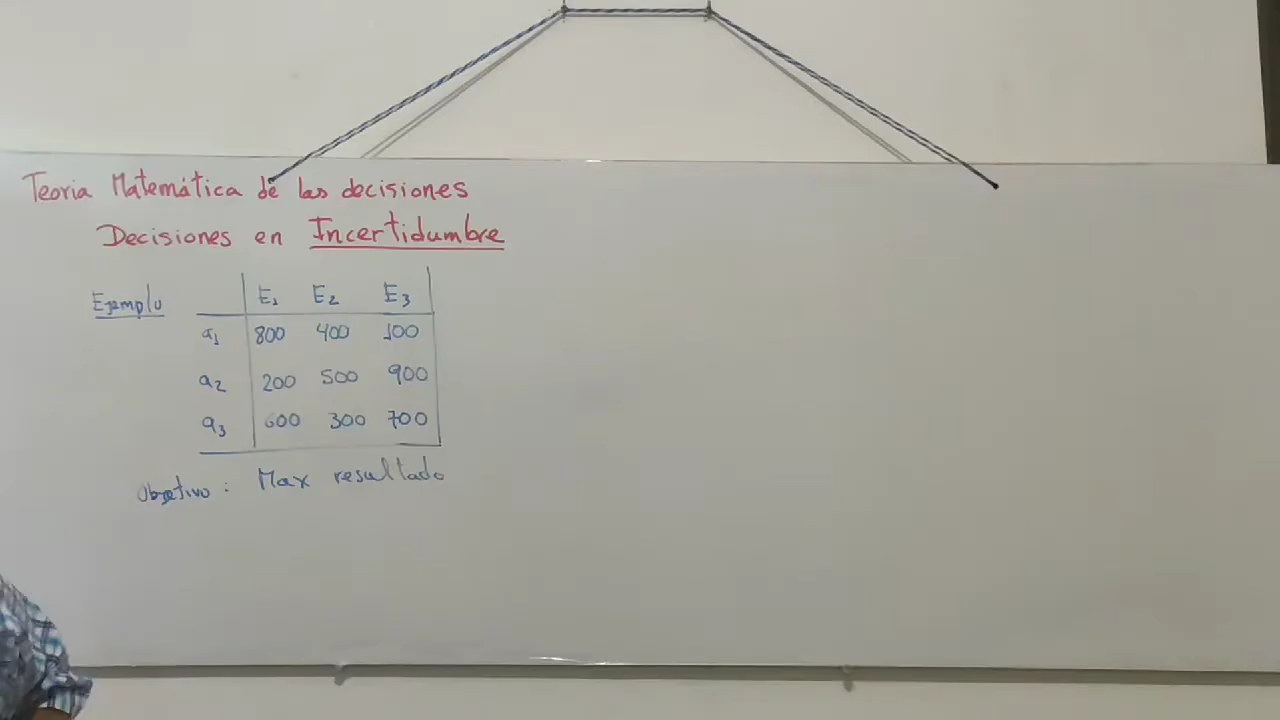 Teoria Matemática de las decisiones
Decisiones en Incertidumbre
Ejemplo E1 E2 E3
a1 800 400 100
a2 200 500 900
a3 600 300 700
Objetivo: Max resultado